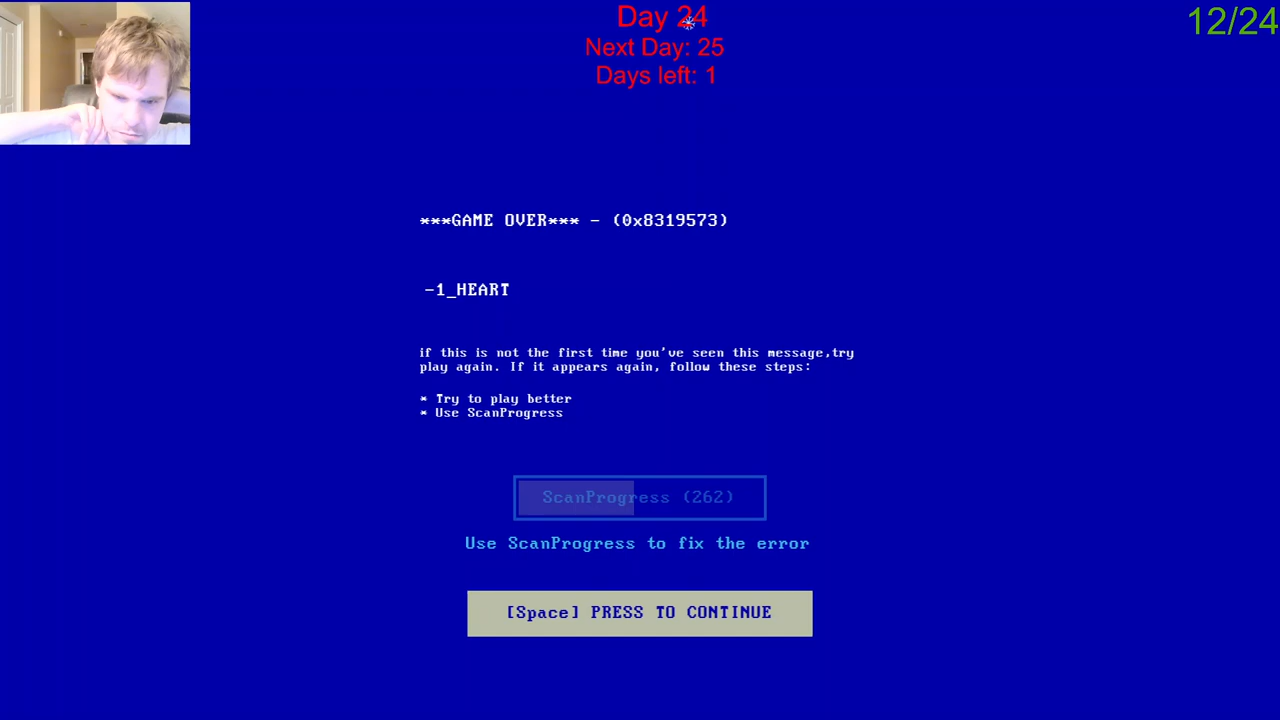 Day 24
Next Day: 25
Days left: 1
12/24
***GAME OVER*** - (0x8319573)
-1_HEART
if this is not the first time you've seen this message,try
play again. If it appears again, follow these steps:
* Try to play better
* Use ScanProgress
ScanProgress (262)
Use ScanProgress to fix the error
[Space] PRESS TO CONTINUE